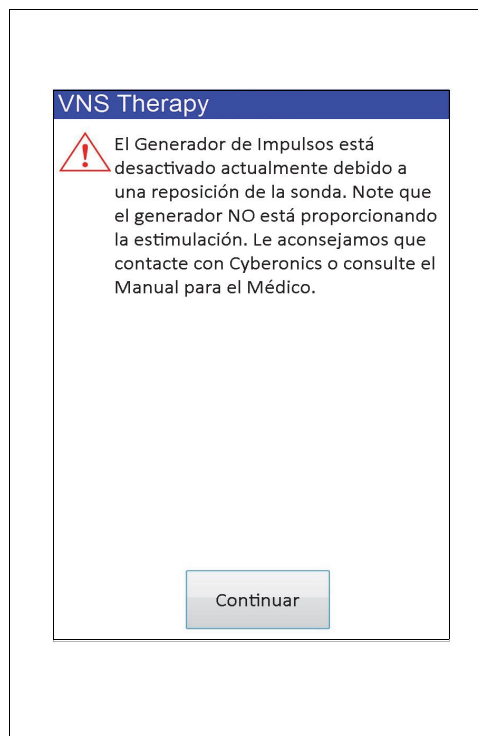 VNS Therapy
El Generador de Impulsos está
desactivado actualmente debido a
una reposición de la sonda. Note que
el generador NO está proporcionando
la estimulación. Le aconsejamos que
contacte con Cyberonics o consulte el
Manual para el Médico.
Continuar